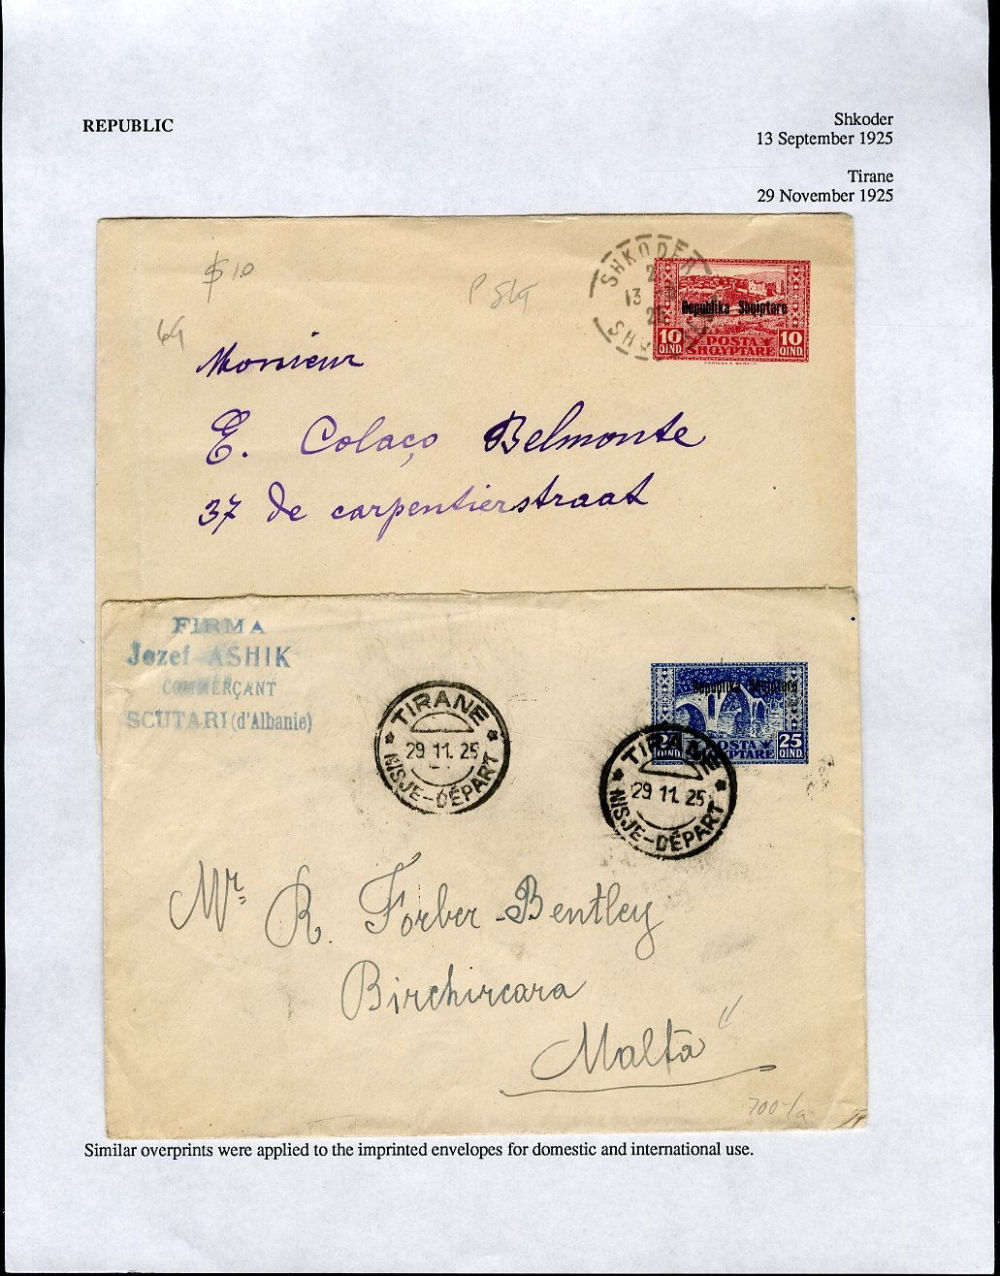 REPUBLIC
Shkoder
13 September 1925
Tirane
29 November 1925
$10
SHKODER
13
Republika Shqiptare
10 POSTA 10
QIND. SHQYPTARE QIND.
Monsieur
E. Colaço Belmonte
37 de carpentierstraat
FIRMA
Jozef ASHIK
COMMERÇANT
SCUTARI (d'Albanie)
TIRANE
29 11. 25
NISJE-DÉPART
Republika Shqiptare
25 POSTA 25
QIND. SHQYPTARE QIND.
TIRANE
29 11. 25
NISJE-DÉPART
Mr. R. Forber-Bentley
Birchircara
Malta
Similar overprints were applied to the imprinted envelopes for domestic and international use.